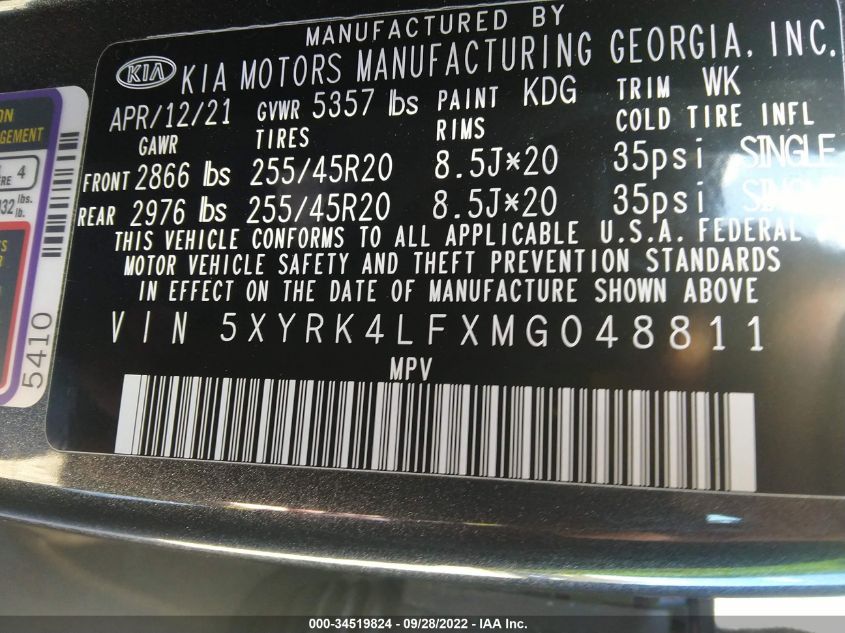 MANUFACTURED BY
KIA KIA MOTORS MANUFACTURING GEORGIA, INC.
APR/12/21 GVWR 5357 lbs PAINT KDG TRIM WK
GAWR TIRES RIMS COLD TIRE INFL
FRONT 2866 lbs 255/45R20 8.5J*20 35psi SINGLE
REAR 2976 lbs 255/45R20 8.5J*20 35psi
THIS VEHICLE CONFORMS TO ALL APPLICABLE U.S.A. FEDERAL
MOTOR VEHICLE SAFETY AND THEFT PREVENTION STANDARDS
IN EFFECT ON THE DATE OF MANUFACTURE SHOWN ABOVE
VIN 5XYRK4LFXMG048811
MPV
4
lbs.
lb.
5410
000-34519824 - 09/28/2022 - IAA Inc.